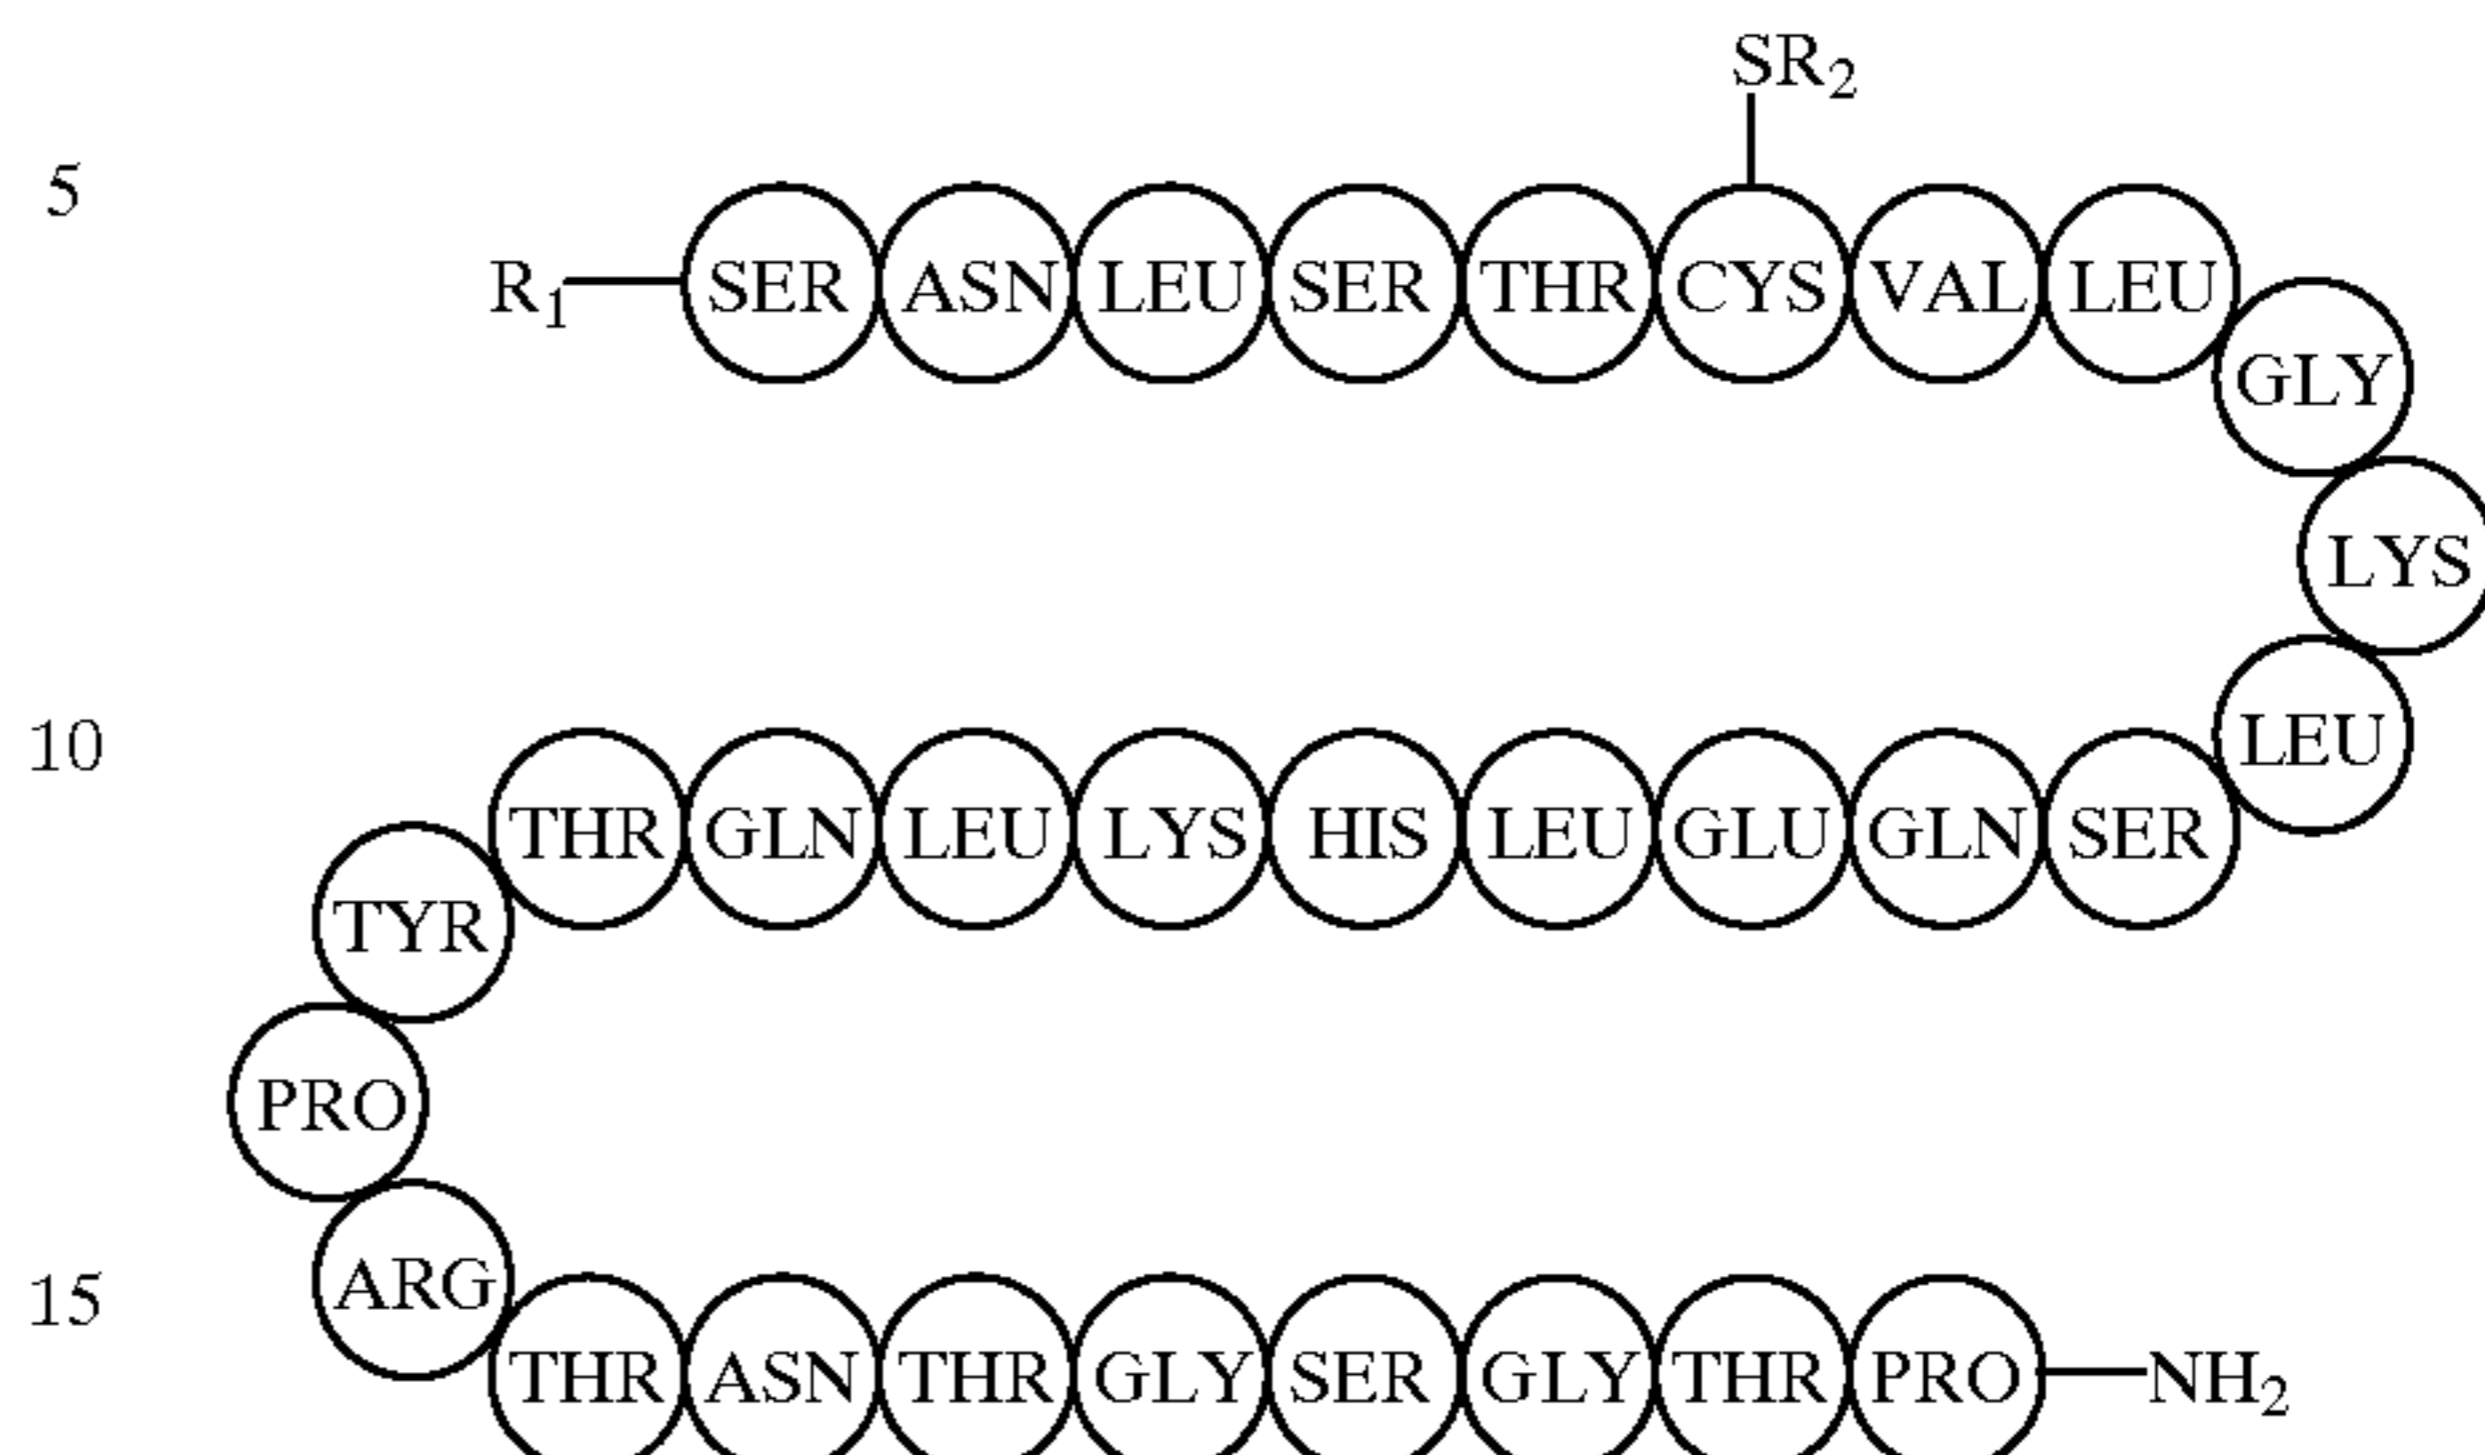 SR2
5
R1 SER ASN LEU SER THR CYS VAL LEU
GLY
LYS
LEU
10
THR GLN LEU LYS HIS LEU GLU GLN SER
TYR
PRO
ARG
15
THR ASN THR GLY SER GLY THR PRO NH2